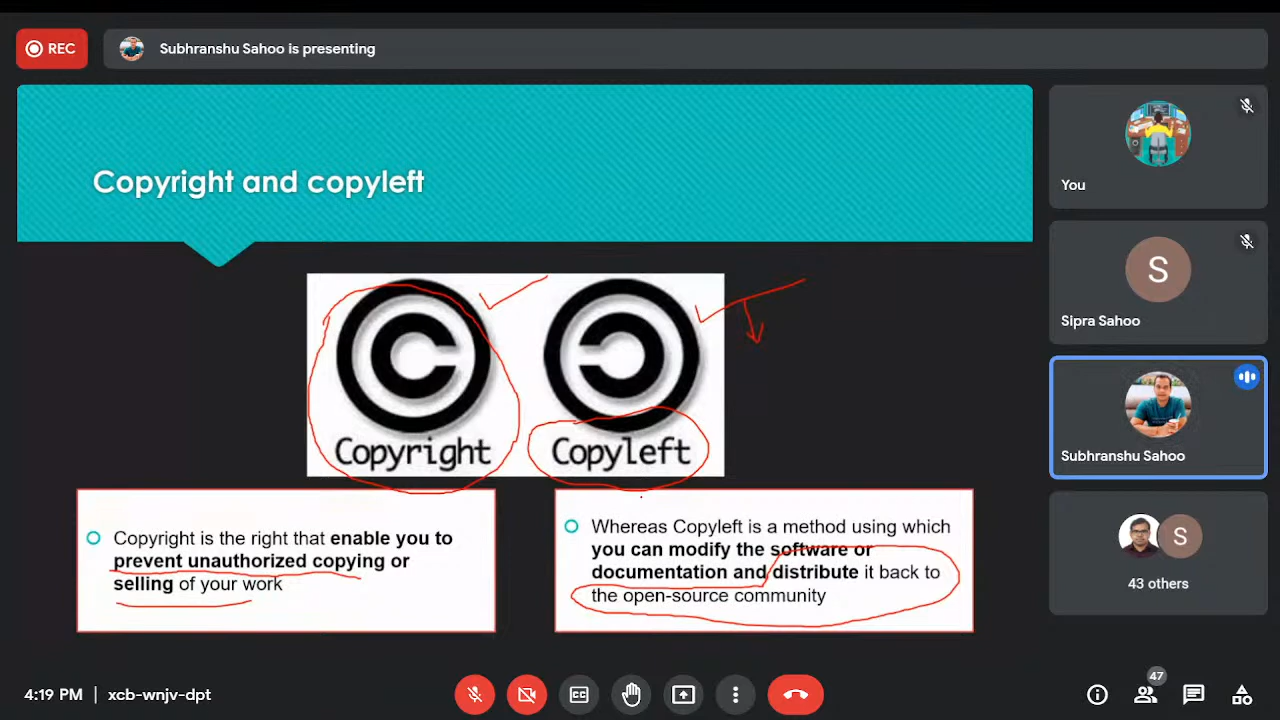 REC
Subhranshu Sahoo is presenting
Copyright and copyleft
Copyright
Copyleft
Copyright is the right that enable you to
prevent unauthorized copying or
selling of your work
Whereas Copyleft is a method using which
you can modify the software or
documentation and distribute it back to
the open-source community
You
S
Sipra Sahoo
Subhranshu Sahoo
S
43 others
4:19 PM | xcb-wnjv-dpt
CC
47